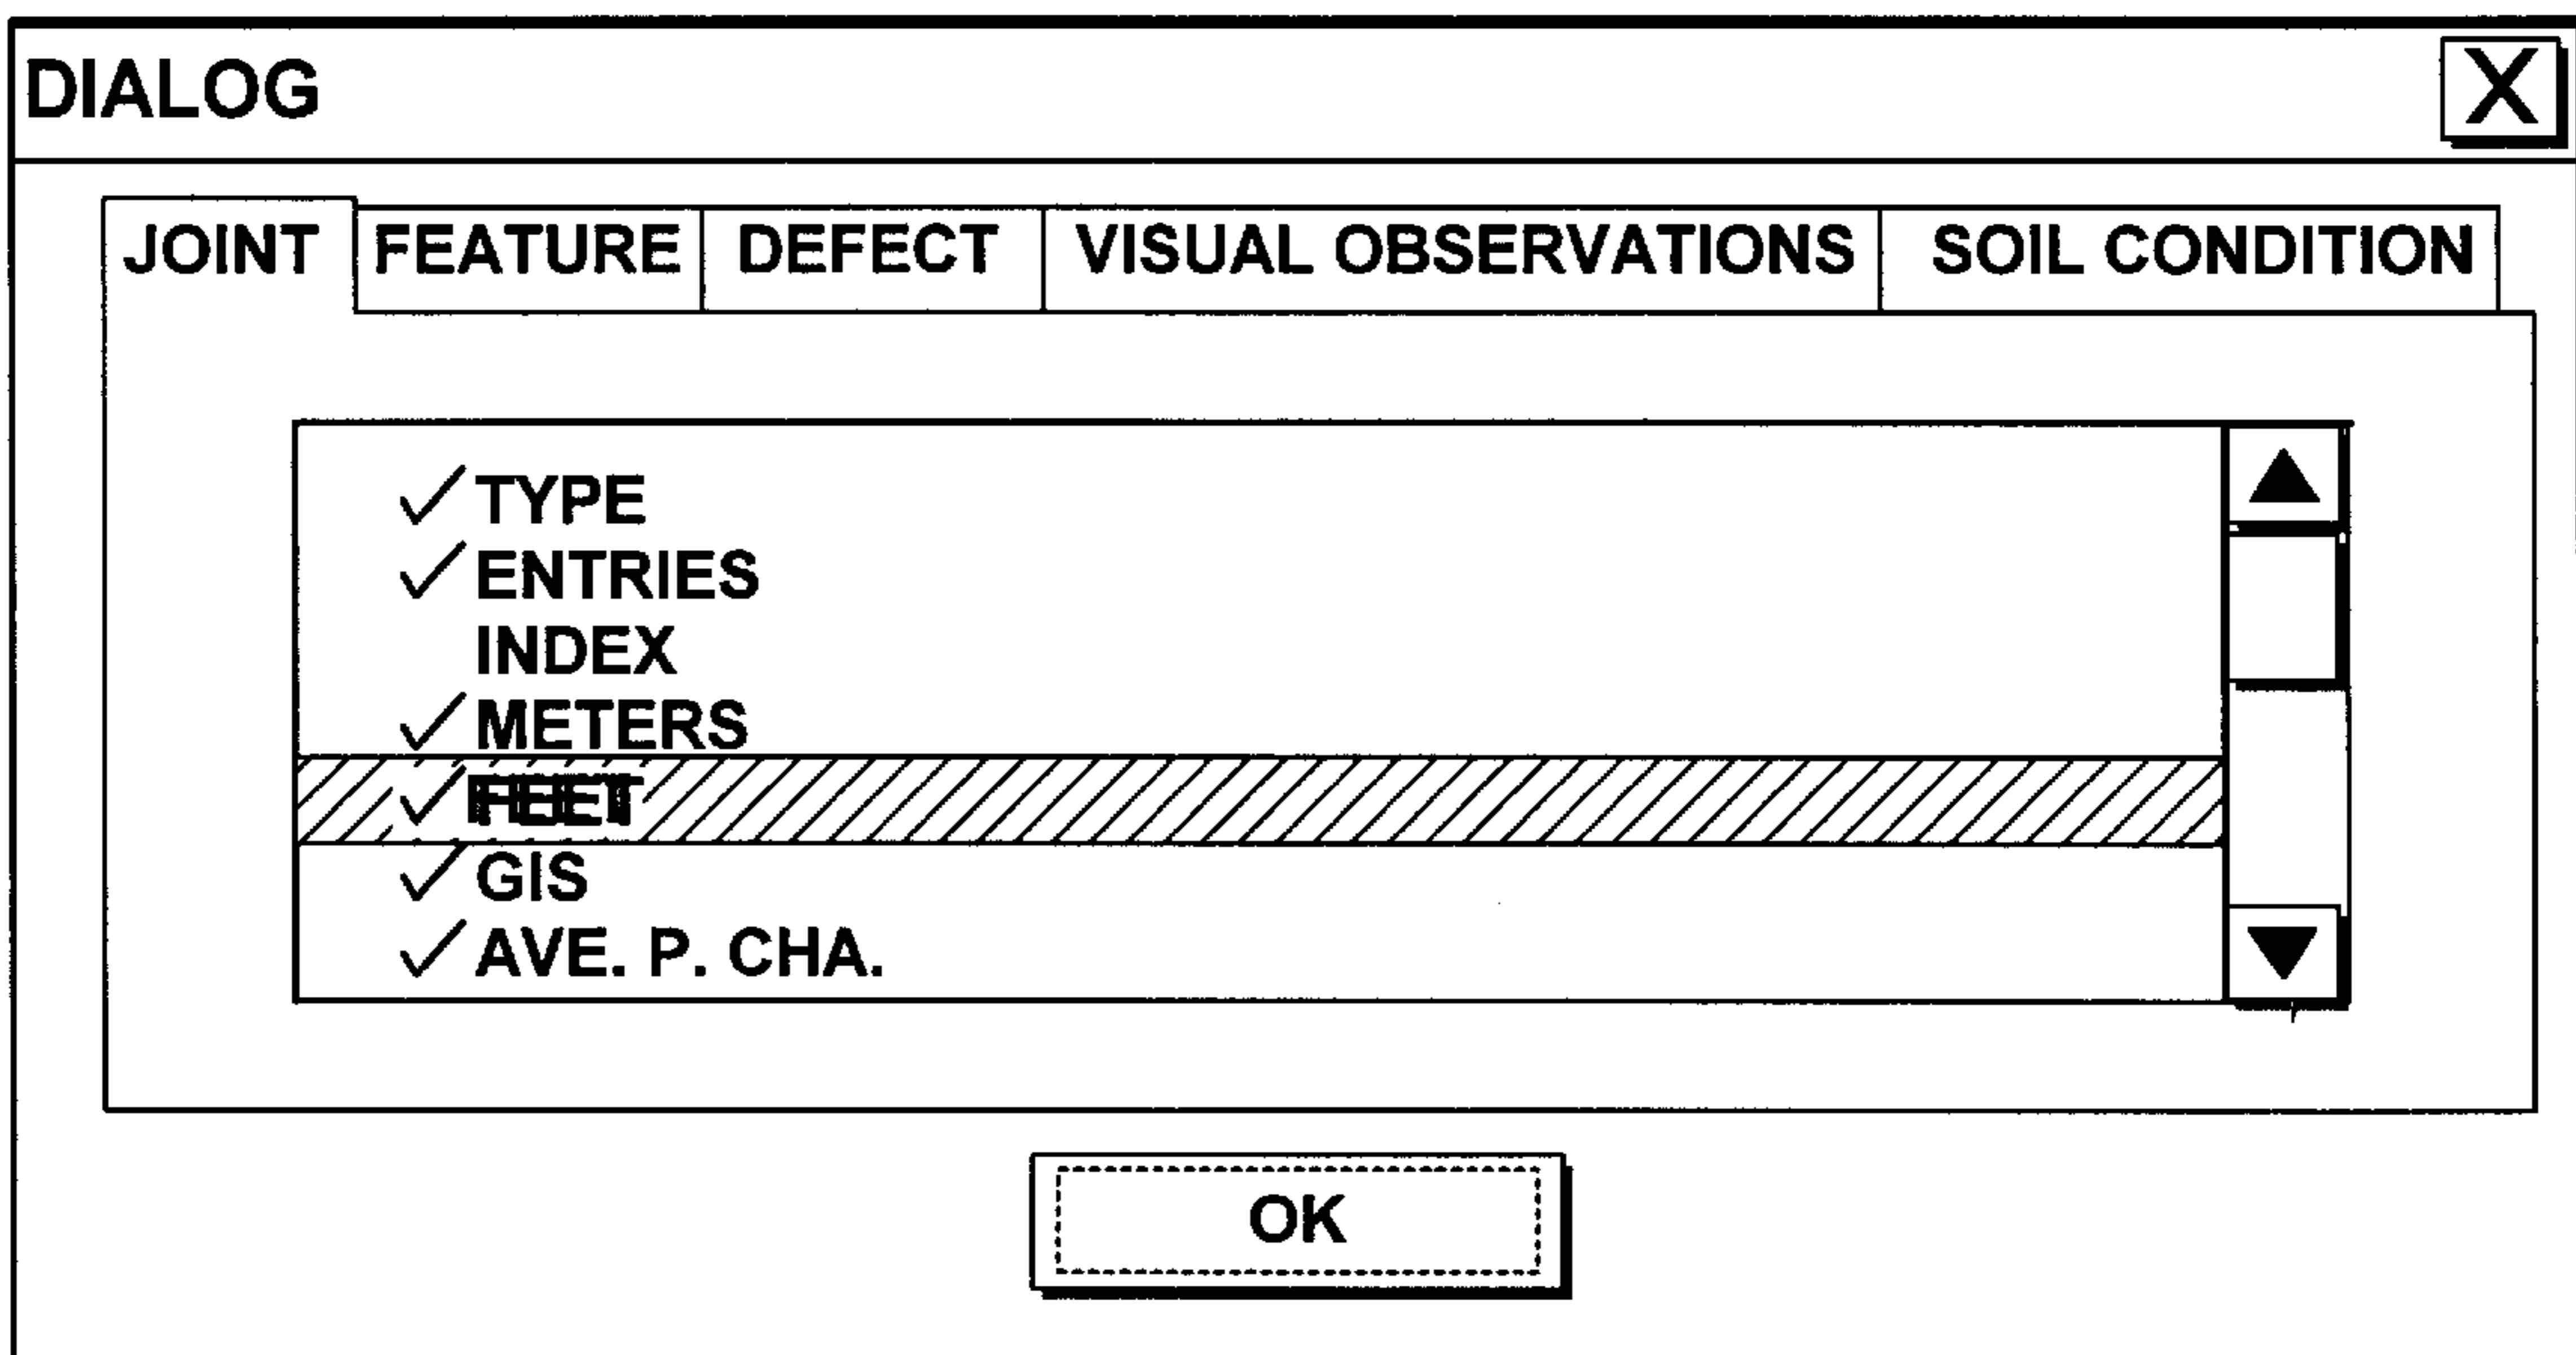 DIALOG X
JOINT FEATURE DEFECT VISUAL OBSERVATIONS SOIL CONDITION
✓ TYPE
✓ ENTRIES
INDEX
✓ METERS
✓ FEET
✓ GIS
✓ AVE. P. CHA.
OK